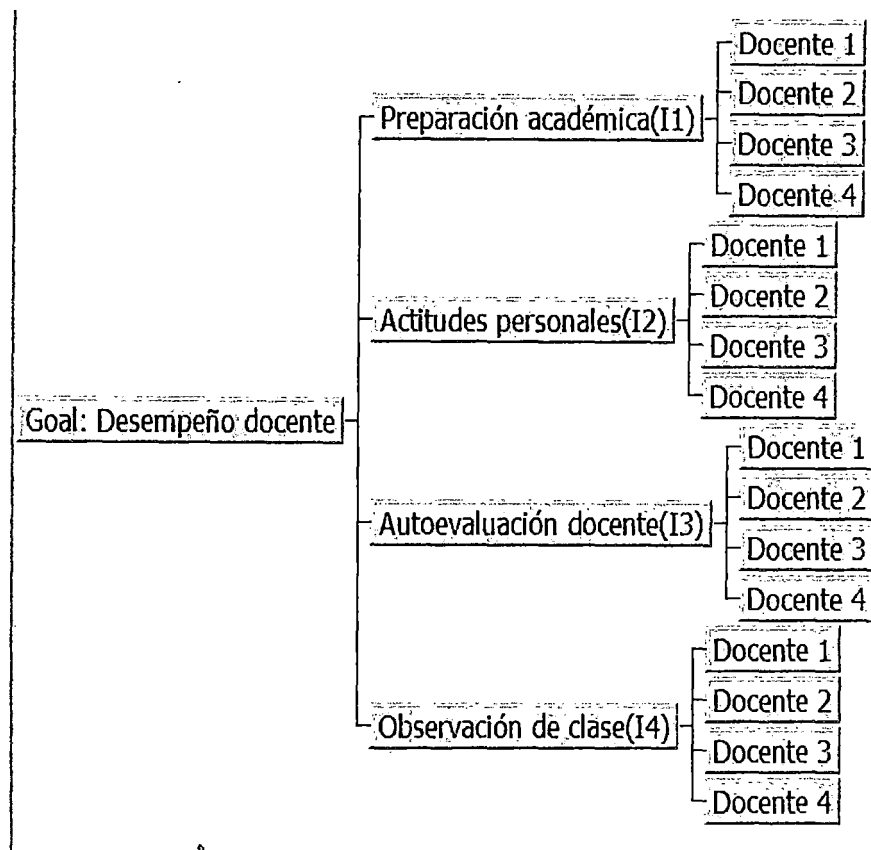 Goal: Desempeño docente
Preparación académica(I1)
Docente 1
Docente 2
Docente 3
Docente 4
Actitudes personales(I2)
Docente 1
Docente 2
Docente 3
Docente 4
Autoevaluación docente(I3)
Docente 1
Docente 2
Docente 3
Docente 4
Observación de clase(I4)
Docente 1
Docente 2
Docente 3
Docente 4